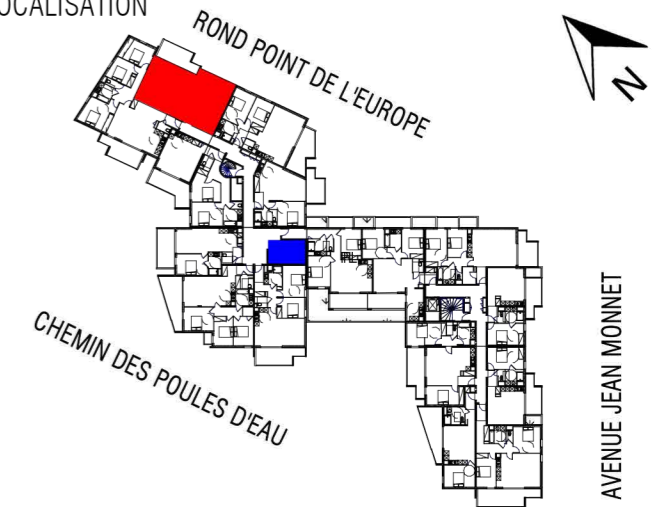 OCALISATION
ROND POINT DE L'EUROPE
N
CHEMIN DES POULES D'EAU
AVENUE JEAN MONNET